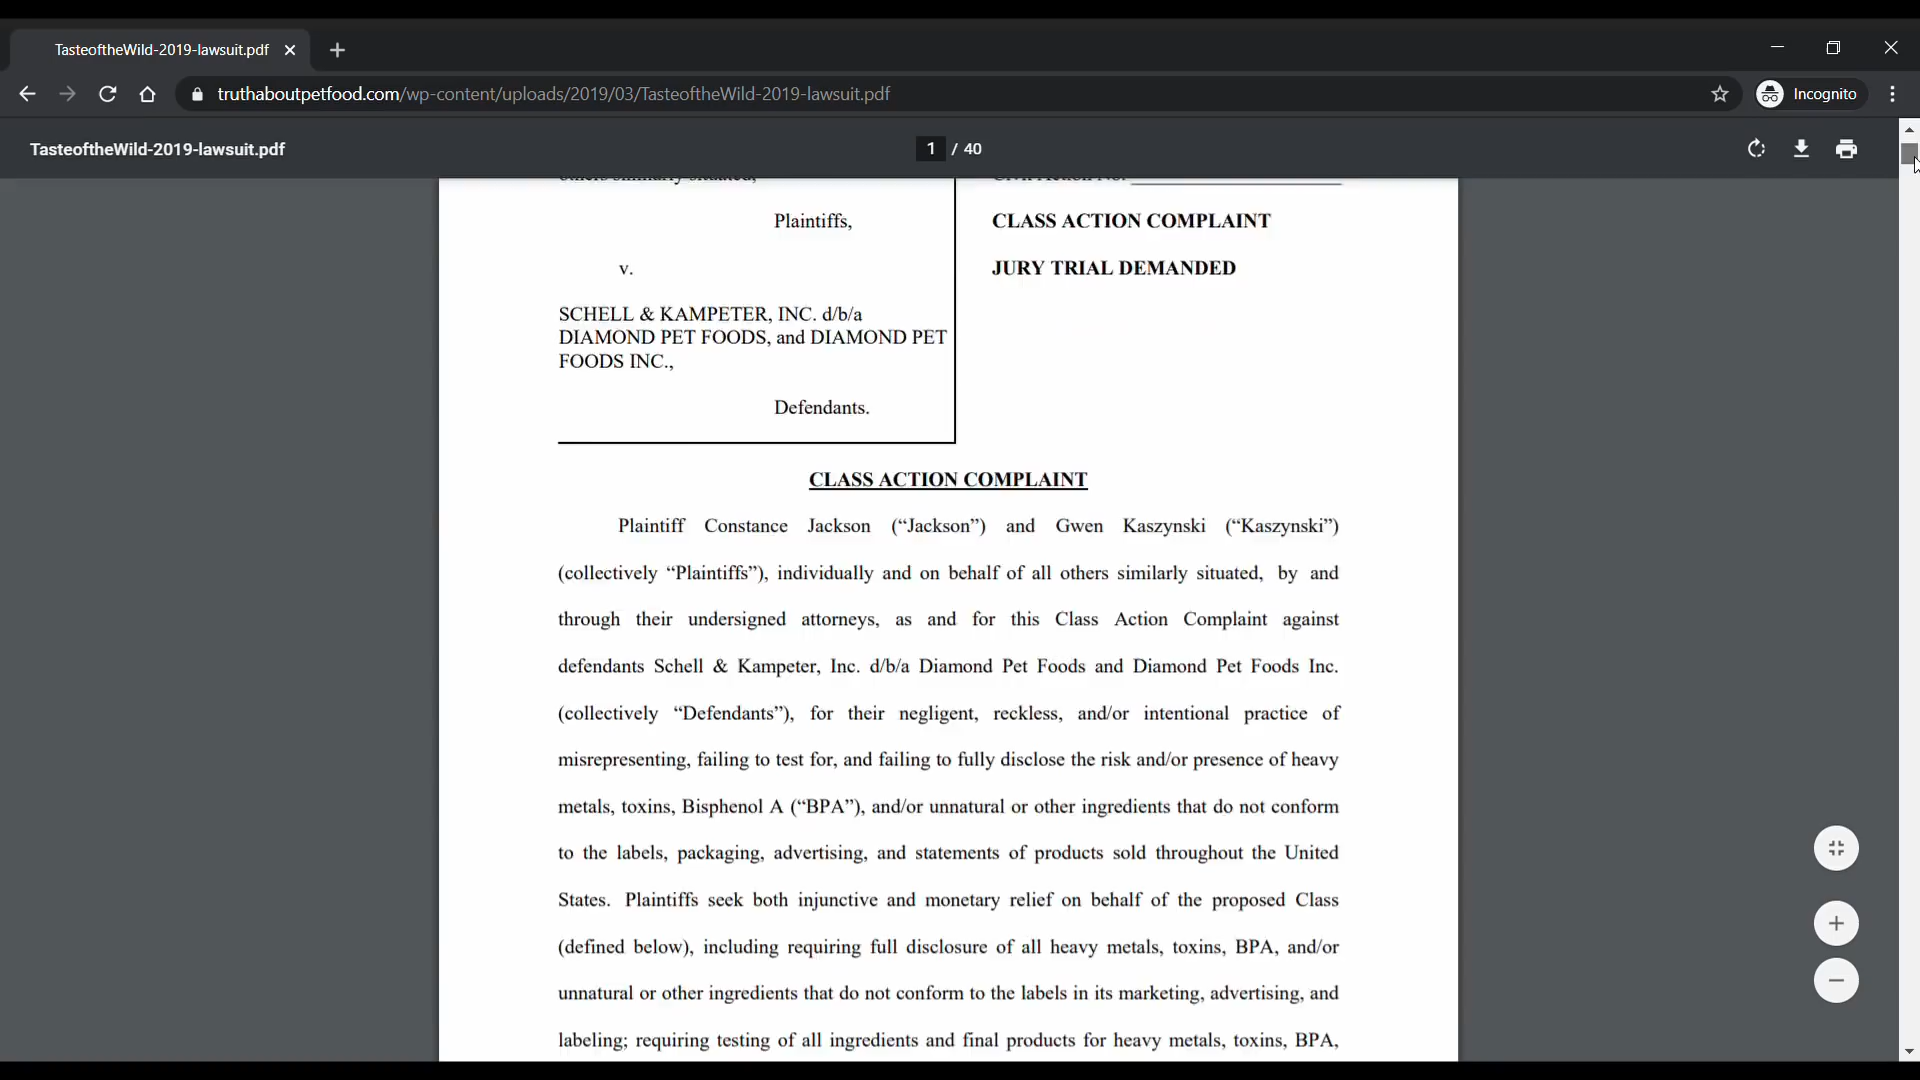 TasteoftheWild-2019-lawsuit.pdf
truthaboutpetfood.com/wp-content/uploads/2019/03/TasteoftheWild-2019-lawsuit.pdf
Incognito
TasteoftheWild-2019-lawsuit.pdf
1 / 40
others similarly situated,
Civil Action No.
Plaintiffs,
CLASS ACTION COMPLAINT
v.
JURY TRIAL DEMANDED
SCHELL & KAMPETER, INC. d/b/a
DIAMOND PET FOODS, and DIAMOND PET
FOODS INC.,
Defendants.
CLASS ACTION COMPLAINT
Plaintiff Constance Jackson (“Jackson”) and Gwen Kaszynski (“Kaszynski”)
(collectively “Plaintiffs”), individually and on behalf of all others similarly situated, by and
through their undersigned attorneys, as and for this Class Action Complaint against
defendants Schell & Kampeter, Inc. d/b/a Diamond Pet Foods and Diamond Pet Foods Inc.
(collectively “Defendants”), for their negligent, reckless, and/or intentional practice of
misrepresenting, failing to test for, and failing to fully disclose the risk and/or presence of heavy
metals, toxins, Bisphenol A (“BPA”), and/or unnatural or other ingredients that do not conform
to the labels, packaging, advertising, and statements of products sold throughout the United
States. Plaintiffs seek both injunctive and monetary relief on behalf of the proposed Class
(defined below), including requiring full disclosure of all heavy metals, toxins, BPA, and/or
unnatural or other ingredients that do not conform to the labels in its marketing, advertising, and
labeling; requiring testing of all ingredients and final products for heavy metals, toxins, BPA,